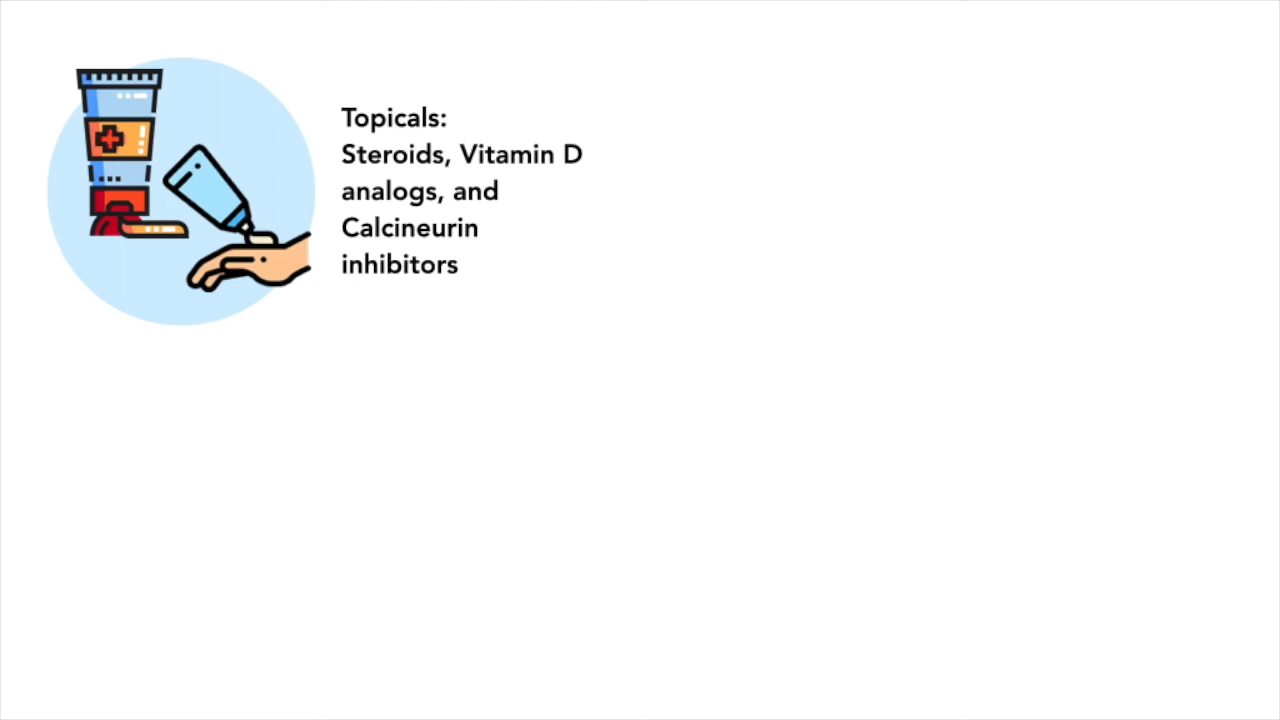 Topicals:
Steroids, Vitamin D
analogs, and
Calcineurin
inhibitors